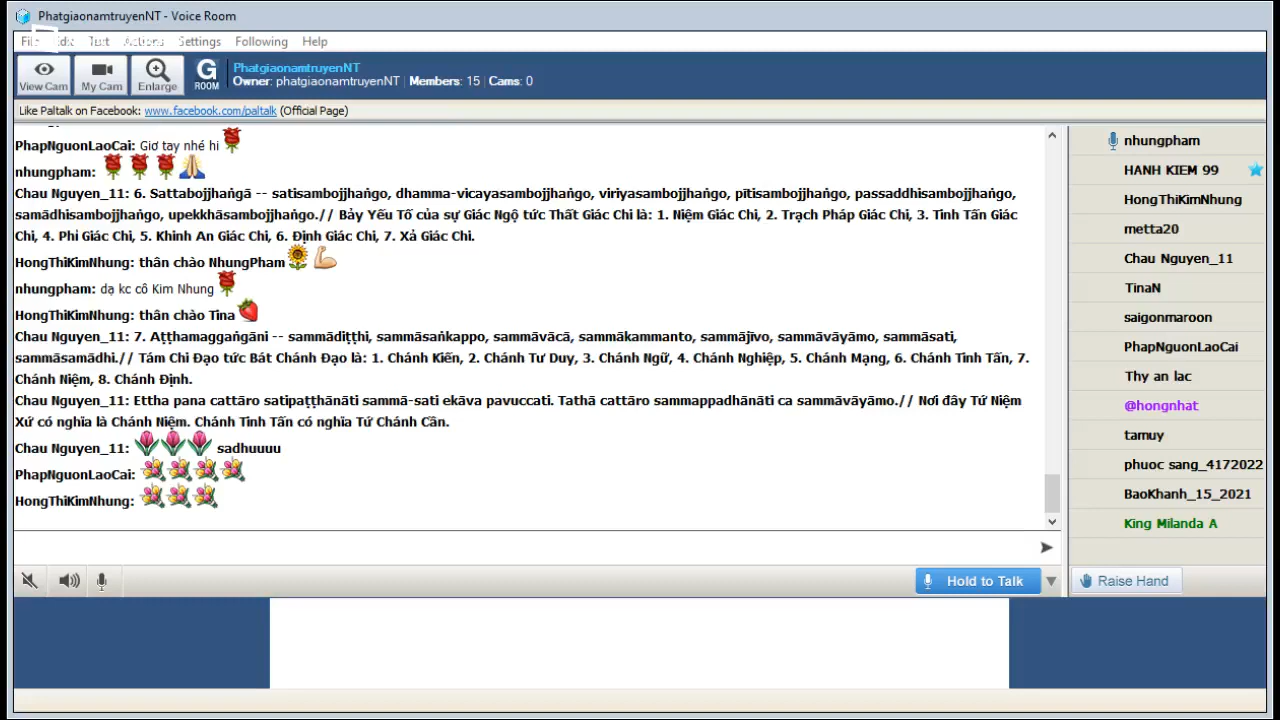 PhatgiaonamtruyenNT - Voice Room
Settings Following Help
View Cam My Cam Enlarge G ROOM
PhatgiaonamtruyenNT
Owner: phatgiaonamtruyenNT | Members: 15 | Cams: 0
Like Paltalk on Facebook: www.facebook.com/paltalk (Official Page)
PhapNguonLaoCai: Giơ tay nhé hi
nhungpham:
Chau Nguyen_11: 6. Sattabojjhaṅgā -- satisambojjhaṅgo, dhamma-vicayasambojjhaṅgo, viriyasambojjhaṅgo, pītisambojjhaṅgo, passaddhisambojjhaṅgo,
samādhisambojjhaṅgo, upekkhāsambojjhaṅgo.// Bảy Yếu Tố của sự Giác Ngộ tức Thất Giác Chi là: 1. Niệm Giác Chi, 2. Trạch Pháp Giác Chi, 3. Tinh Tấn Giác
Chi, 4. Phỉ Giác Chi, 5. Khinh An Giác Chi, 6. Định Giác Chi, 7. Xả Giác Chi.
HongThiKimNhung: thân chào NhungPham
nhungpham: dạ kc cô Kim Nhung
HongThiKimNhung: thân chào Tina
Chau Nguyen_11: 7. Aṭṭhamaggaṅgāni -- sammādiṭṭhi, sammāsaṅkappo, sammāvācā, sammākammanto, sammājīvo, sammāvāyāmo, sammāsati,
sammāsamādhi.// Tám Chi Đạo tức Bát Chánh Đạo là: 1. Chánh Kiến, 2. Chánh Tư Duy, 3. Chánh Ngữ, 4. Chánh Nghiệp, 5. Chánh Mạng, 6. Chánh Tinh Tấn, 7.
Chánh Niệm, 8. Chánh Định.
Chau Nguyen_11: Ettha pana cattāro satipaṭṭhānāti sammā-sati ekāva pavuccati. Tathā cattāro sammappadhānāti ca sammāvāyāmo.// Nơi đây Tứ Niệm
Xứ có nghĩa là Chánh Niệm. Chánh Tinh Tấn có nghĩa Tứ Chánh Cần.
Chau Nguyen_11: sadhuuuu
PhapNguonLaoCai:
HongThiKimNhung:
Hold to Talk
nhungpham
HANH KIEM 99
HongThiKimNhung
metta20
Chau Nguyen_11
TinaN
saigonmaroon
PhapNguonLaoCai
Thy an lac
@hongnhat
tamuy
phuoc sang_4172022
BaoKhanh_15_2021
King Milanda A
Raise Hand